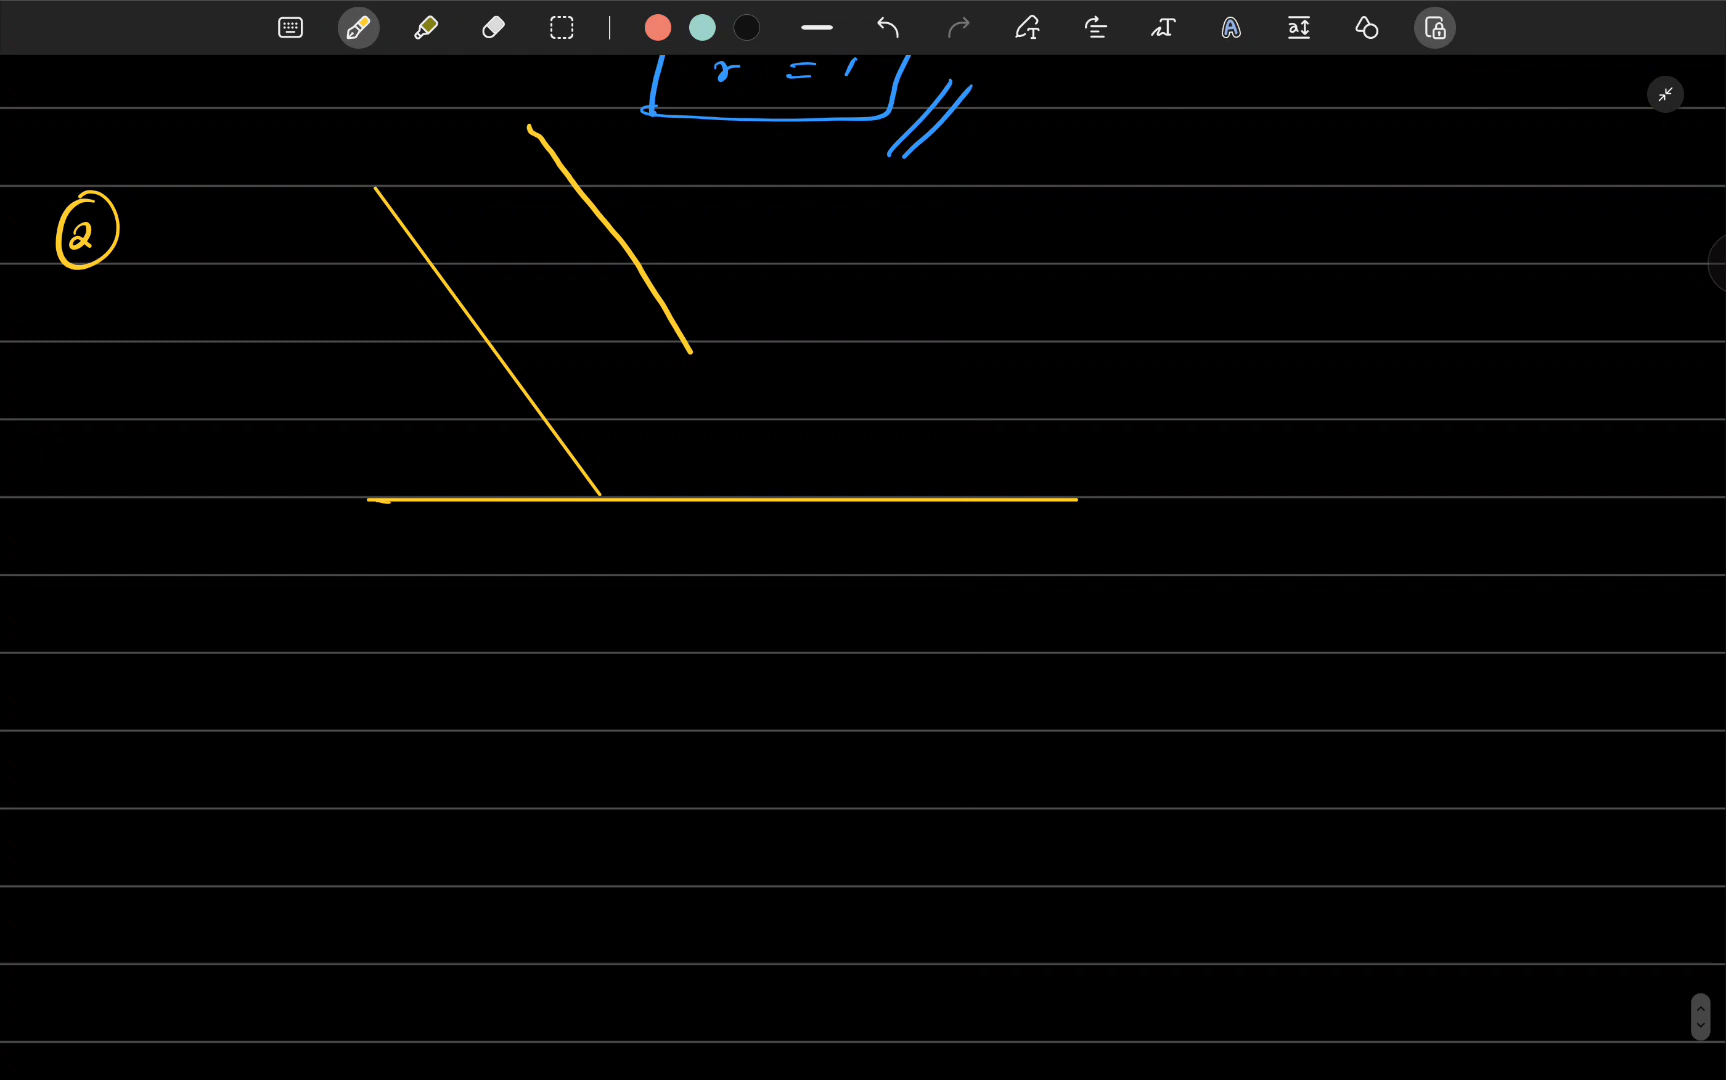 r = 1
②